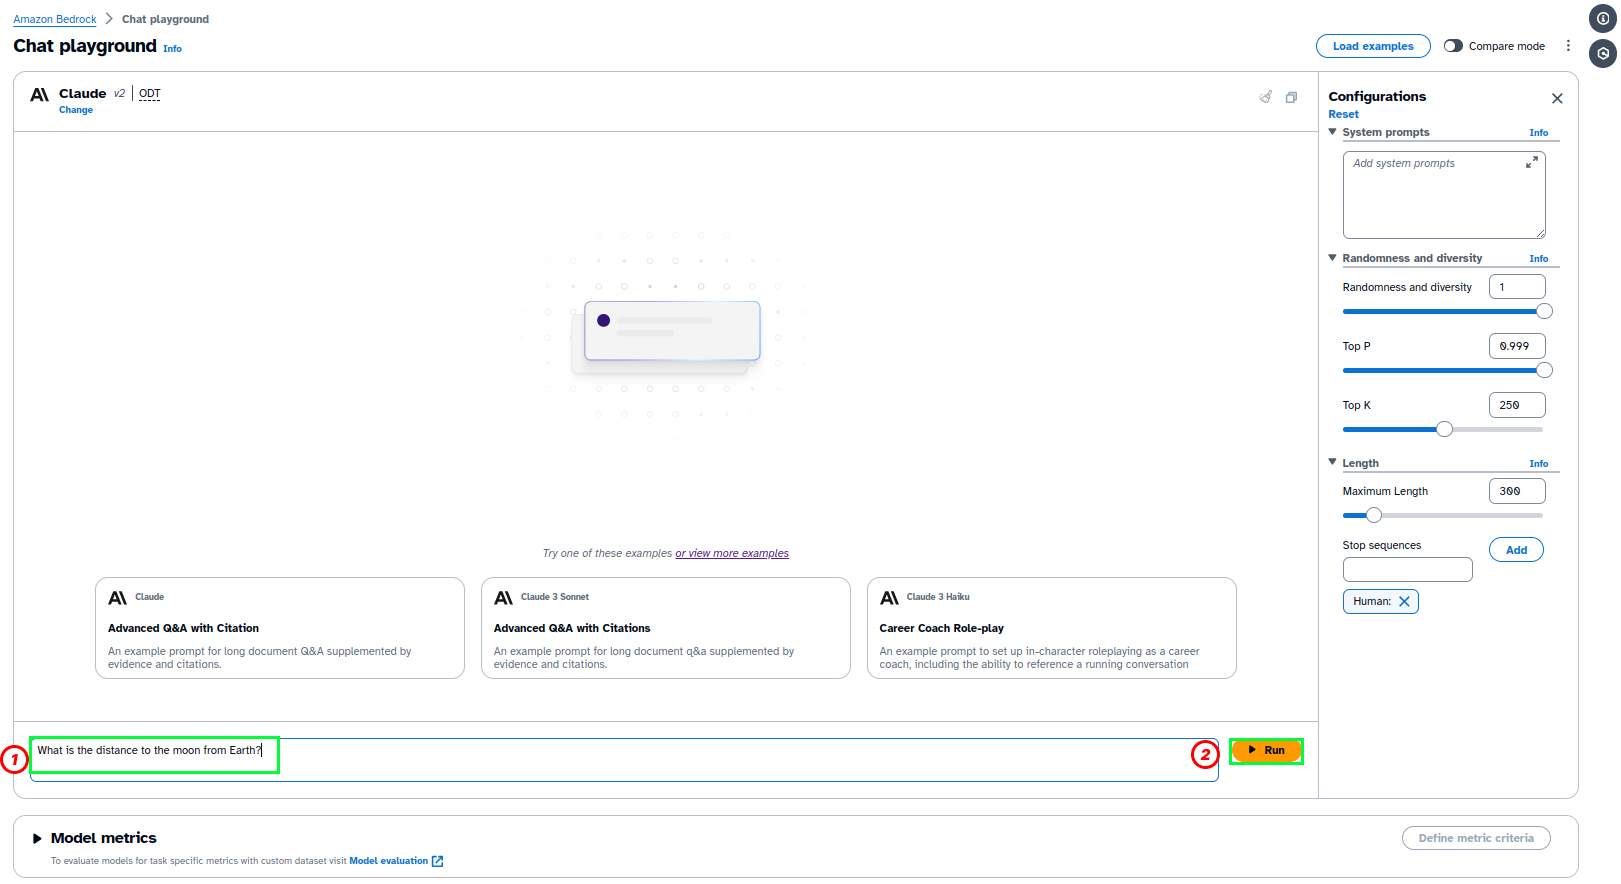 Amazon Bedrock > Chat playground
Chat playground Info
Load examples
Compare mode
Claude v2 | ODT
Change
Try one of these examples or view more examples
Claude
Advanced Q&A with Citation
An example prompt for long document Q&A supplemented by
evidence and citations.
Claude 3 Sonnet
Advanced Q&A with Citations
An example prompt for long document q&a supplemented by
evidence and citations.
Claude 3 Haiku
Career Coach Role-play
An example prompt to set up in-character roleplaying as a career
coach, including the ability to reference a running conversation
1
What is the distance to the moon from Earth?
2
Run
Configurations
Reset
System prompts Info
Add system prompts
Randomness and diversity Info
Randomness and diversity 1
Top P 0.999
Top K 250
Length Info
Maximum Length 300
Stop sequences
Add
Human:
Model metrics
Define metric criteria
To evaluate models for task specific metrics with custom dataset visit Model evaluation